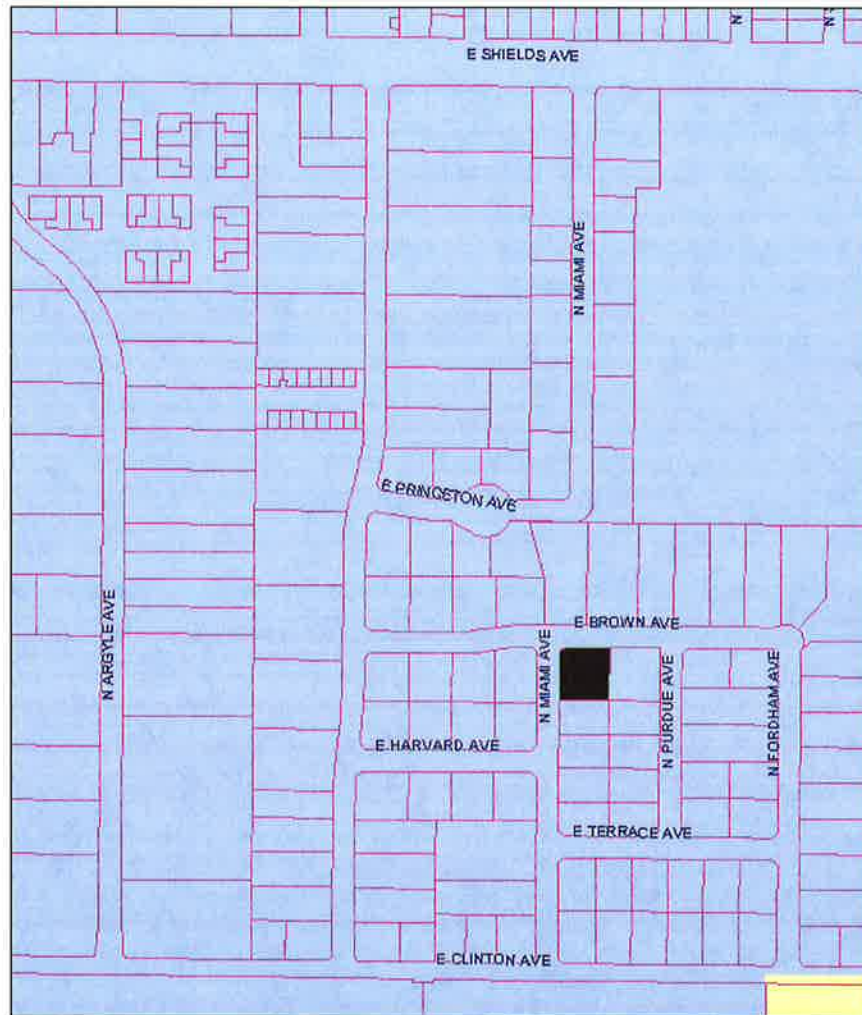 N
N
E SHIELDS AVE
N MIAMI AVE
E PRINCETON AVE
N ARGYLE AVE
E BROWN AVE
N MIAMI AVE
N PURDUE AVE
N FORDHAM AVE
E HARVARD AVE
E TERRACE AVE
E CLINTON AVE